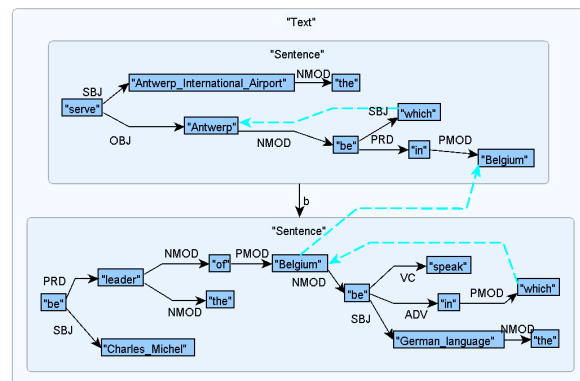 "Text"
"Sentence"
"Antwerp_International_Airport" NMOD "the"
SBJ
"serve" SBJ "which"
"Antwerp"
OBJ NMOD "be" PRD "in" PMOD
"Belgium"
b
"Sentence"
NMOD "of" PMOD "Belgium" "speak"
PRD "leader" NMOD VC "which"
"be" NMOD "the" "be" ADV "in" PMOD
SBJ SBJ
"Charles_Michel" "German_language" NMOD "the"